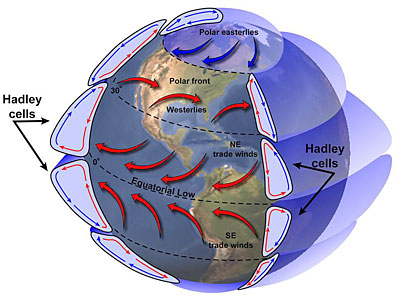 Polar easterlies
Polar front
30°
Westerlies
Hadley
cells
NE
trade winds
Hadley
cells
0°
Equatorial Low
SE
trade winds